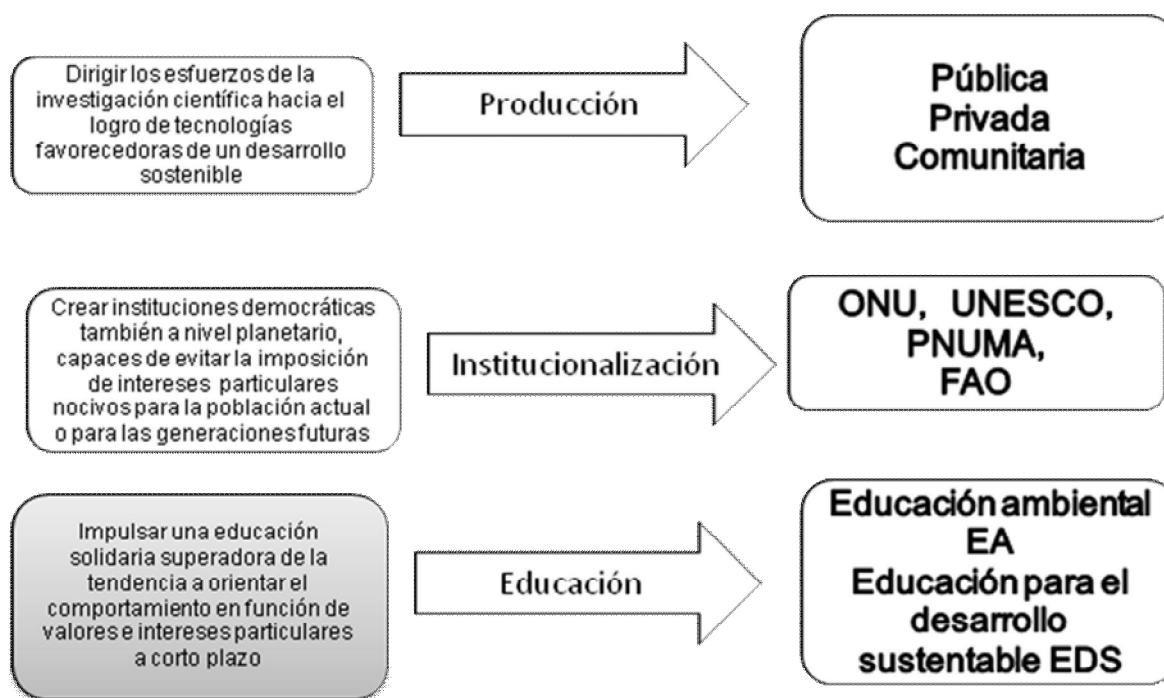 Dirigir los esfuerzos de la
investigación científica hacia el
logro de tecnologías
favorecedoras de un desarrollo
sostenible
Producción
Pública
Privada
Comunitaria
Crear instituciones democráticas
también a nivel planetario,
capaces de evitar la imposición
de intereses particulares
nocivos para la población actual
o para las generaciones futuras
Institucionalización
ONU, UNESCO,
PNUMA,
FAO
Impulsar una educación
solidaria superadora de la
tendencia a orientar el
comportamiento en función de
valores e intereses particulares
a corto plazo
Educación
Educación ambiental
EA
Educación para el
desarrollo
sustentable EDS